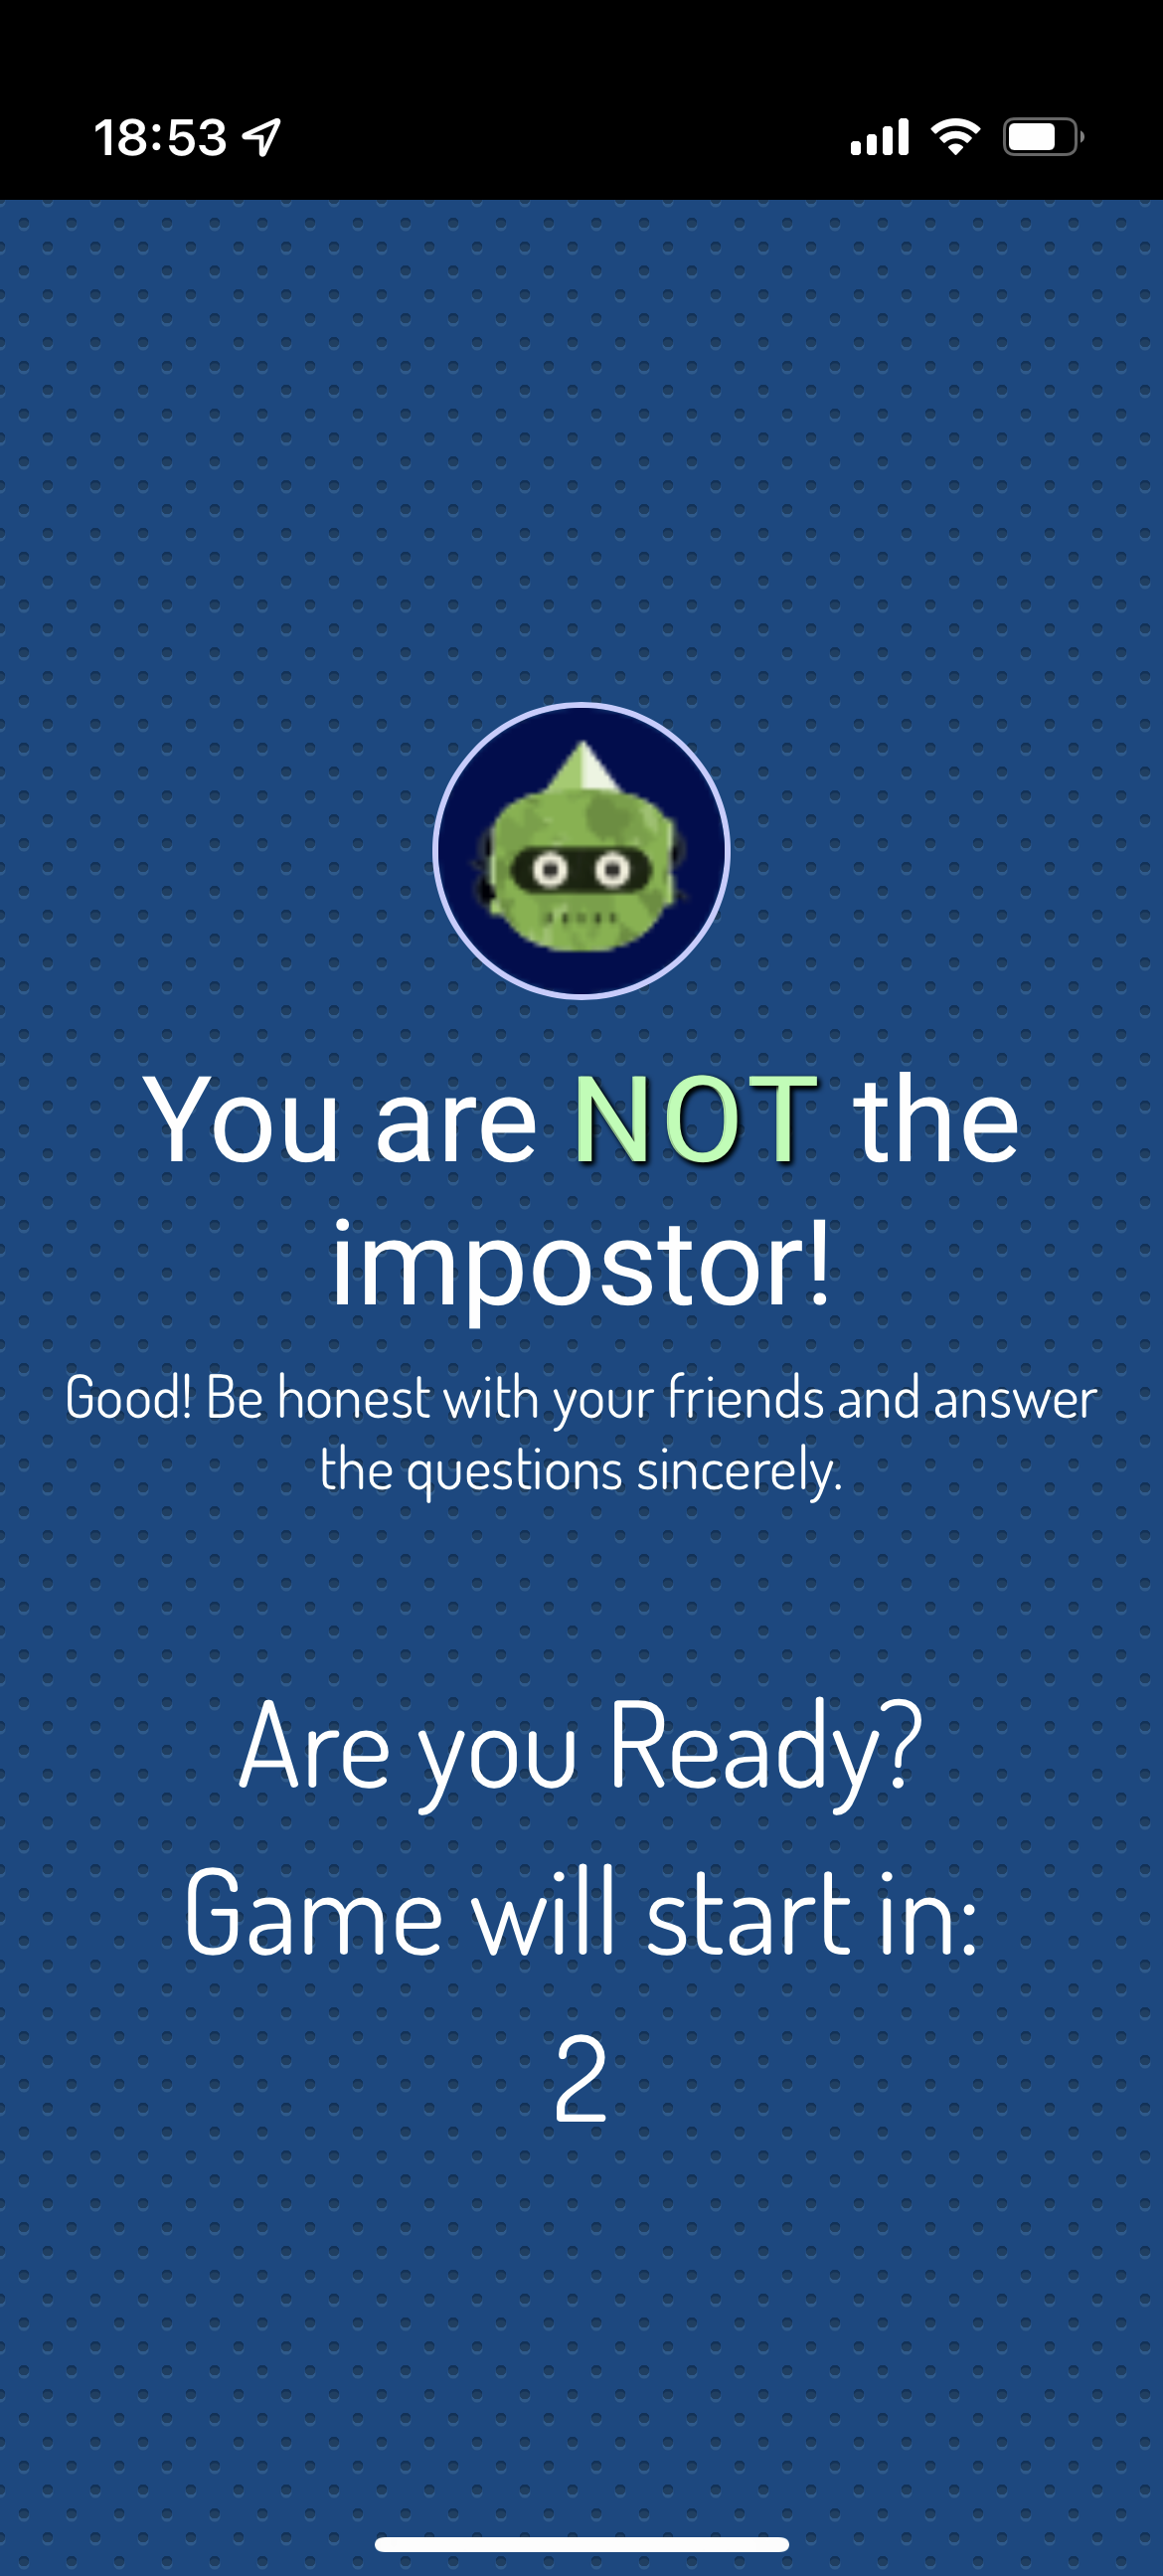 18:53
You are NOT the
impostor!
Good! Be honest with your friends and answer
the questions sincerely.
Are you Ready?
Game will start in:
2